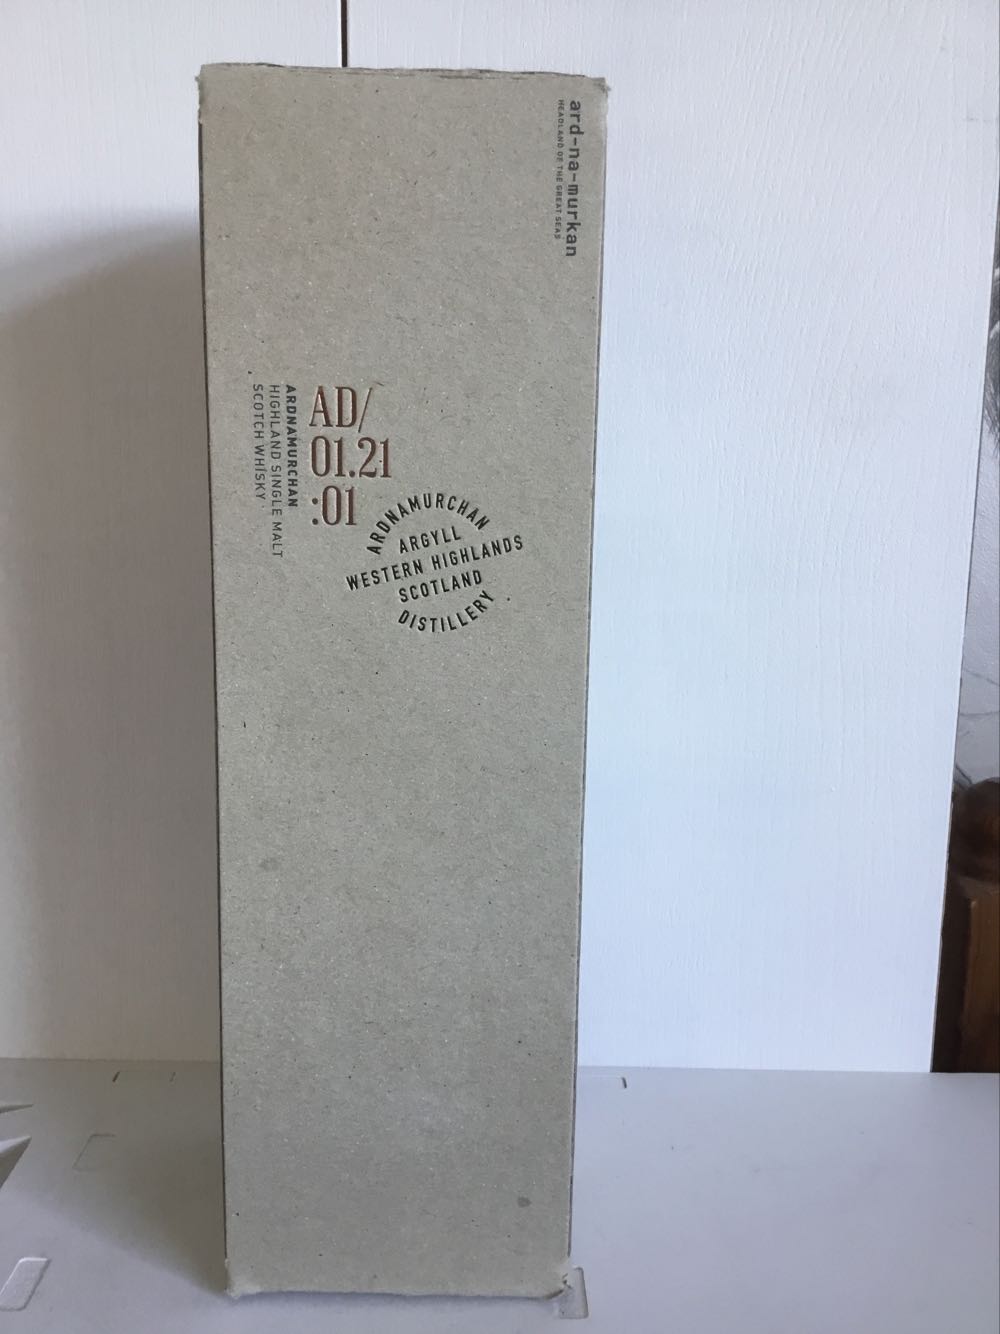 ard-na-murkan
HEADLAND OF THE GREAT SEAS
AD/
01.21
:01
ARDNAMURCHAN
HIGHLAND SINGLE MALT
SCOTCH WHISKY
ARDNAMURCHAN
ARGYLL
WESTERN HIGHLANDS
SCOTLAND
DISTILLERY